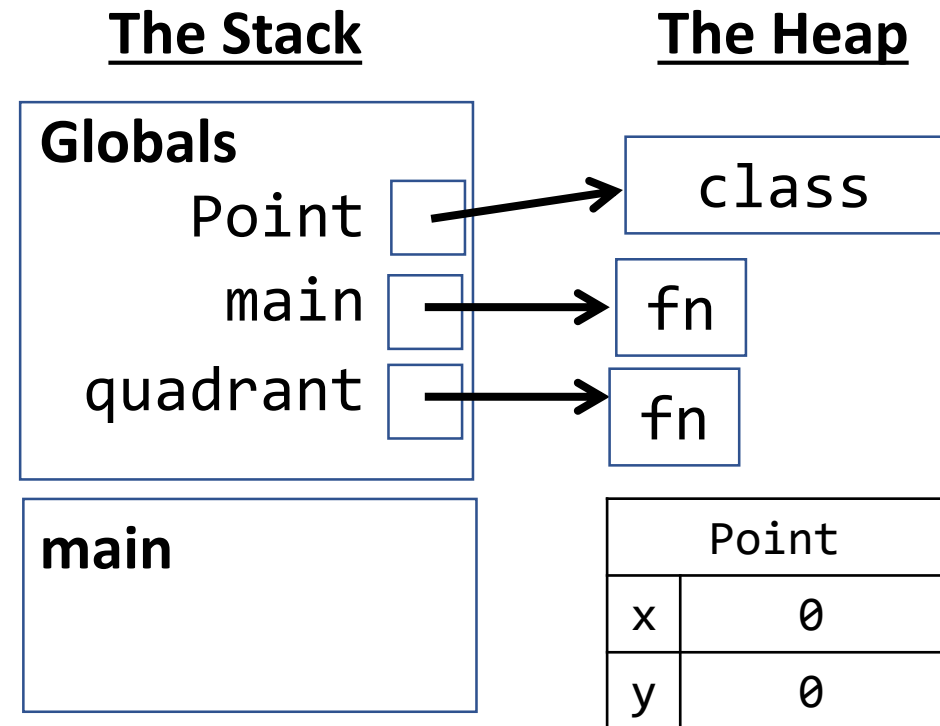 The Stack
The Heap
Globals
Point
class
main
fn
quadrant
fn
main
Point
x 0
y 0